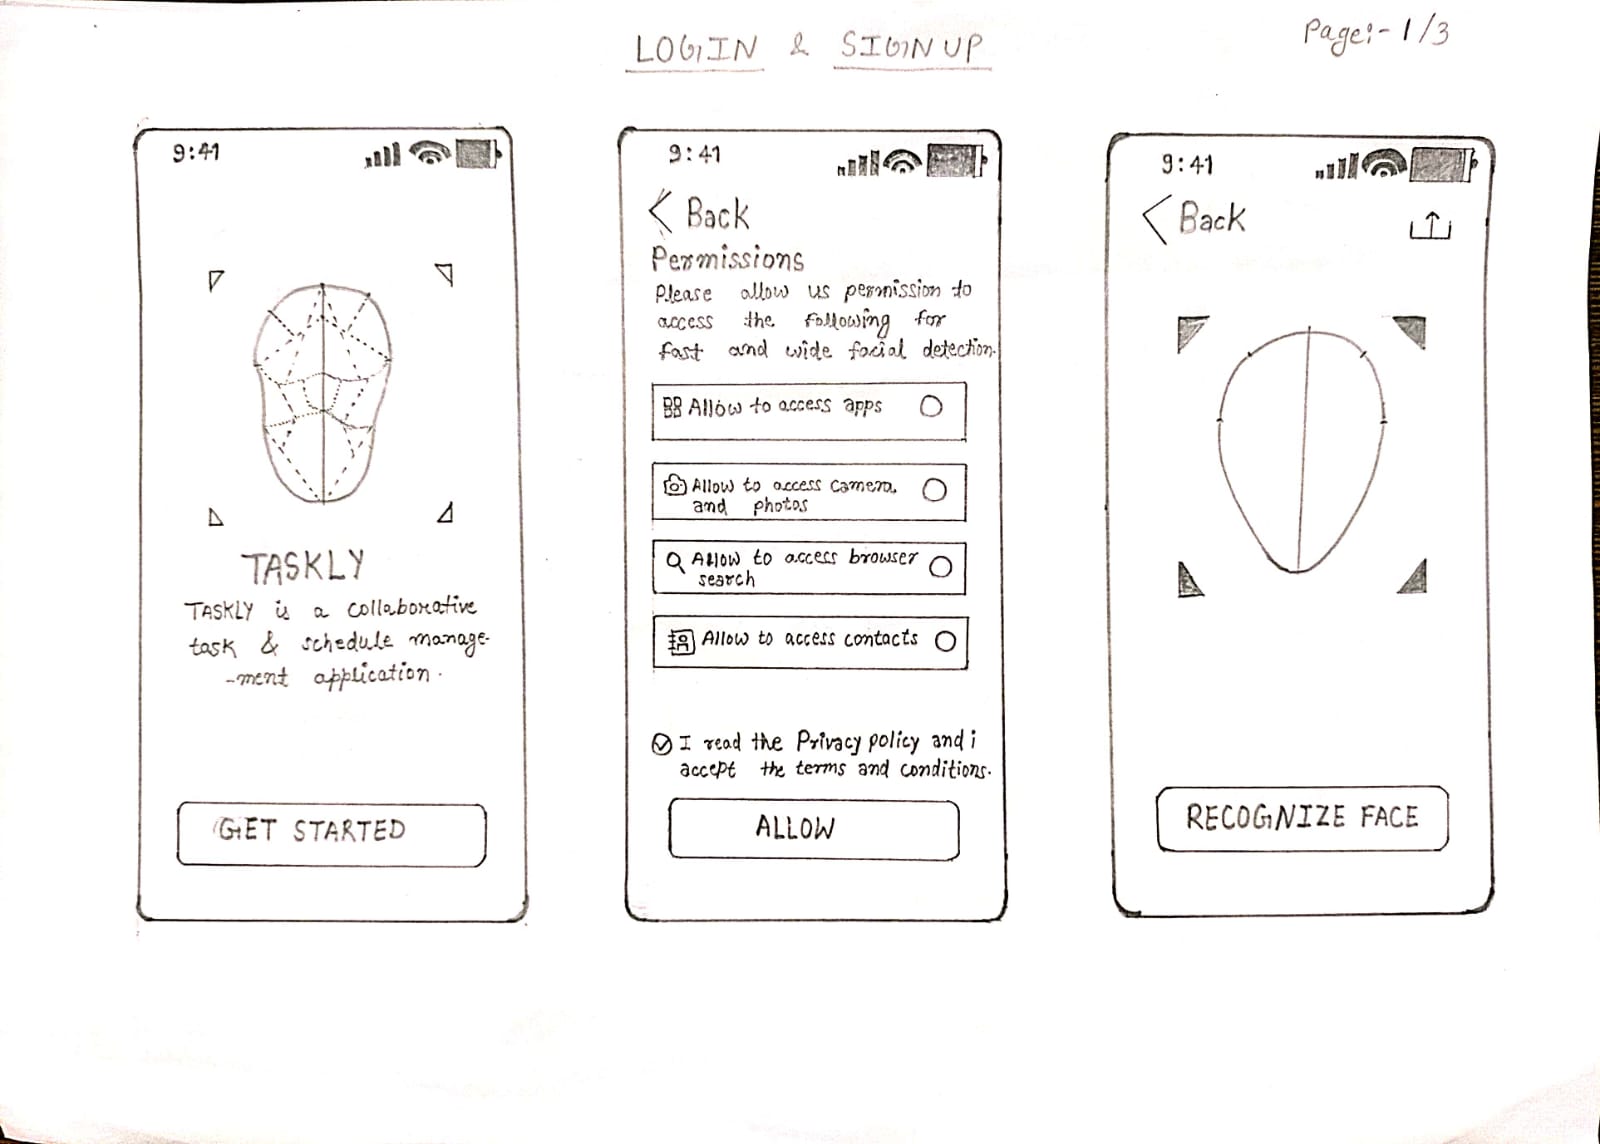 LOGIN & SIGNUP
Page:- 1/3
9:41
TASKLY
TASKLY is a collaborative
task & schedule manage-
-ment application.
GET STARTED
9:41
< Back
Permissions
Please allow us permission to
access the following for
fast and wide facial detection.
Allow to access apps
Allow to access camera
and photos
Allow to access browser
search
Allow to access contacts
I read the Privacy policy and i
accept the terms and conditions.
ALLOW
9:41
< Back
RECOGNIZE FACE